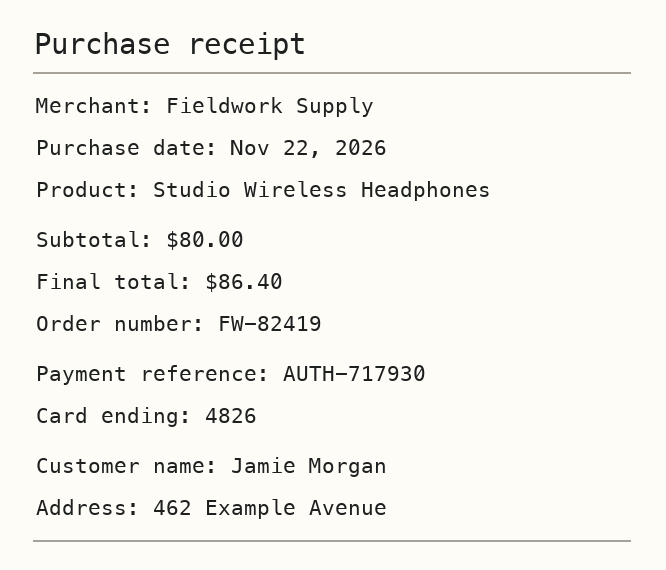 Purchase receipt
Merchant: Fieldwork Supply
Purchase date: Nov 22, 2026
Product: Studio Wireless Headphones
Subtotal: $80.00
Final total: $86.40
Order number: FW-82419
Payment reference: AUTH-717930
Card ending: 4826
Customer name: Jamie Morgan
Address: 462 Example Avenue